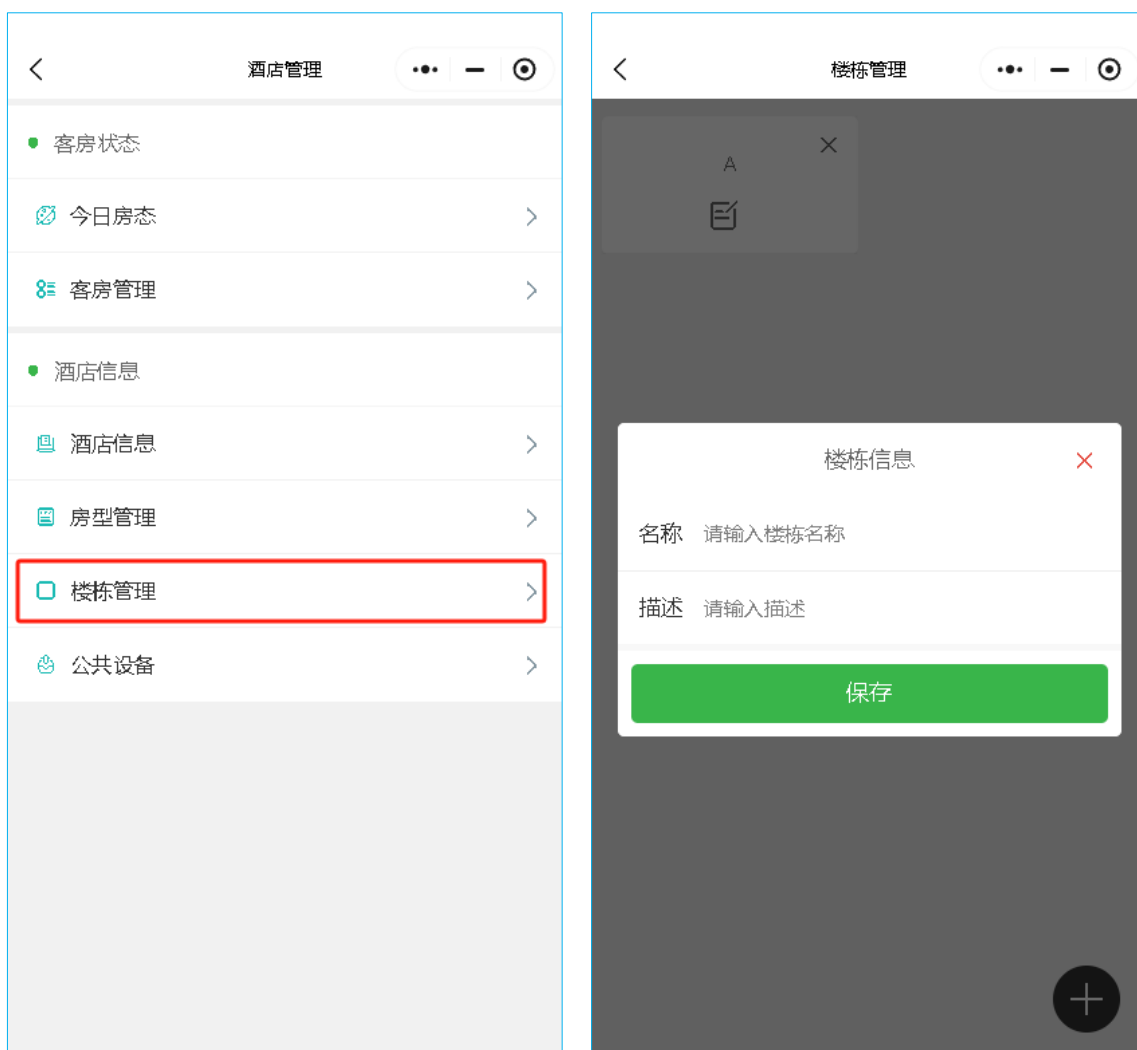 酒店管理
客房状态
今日房态
客房管理
酒店信息
酒店信息
房型管理
楼栋管理
公共设备
楼栋管理
A
楼栋信息
名称 请输入楼栋名称
描述 请输入描述
保存